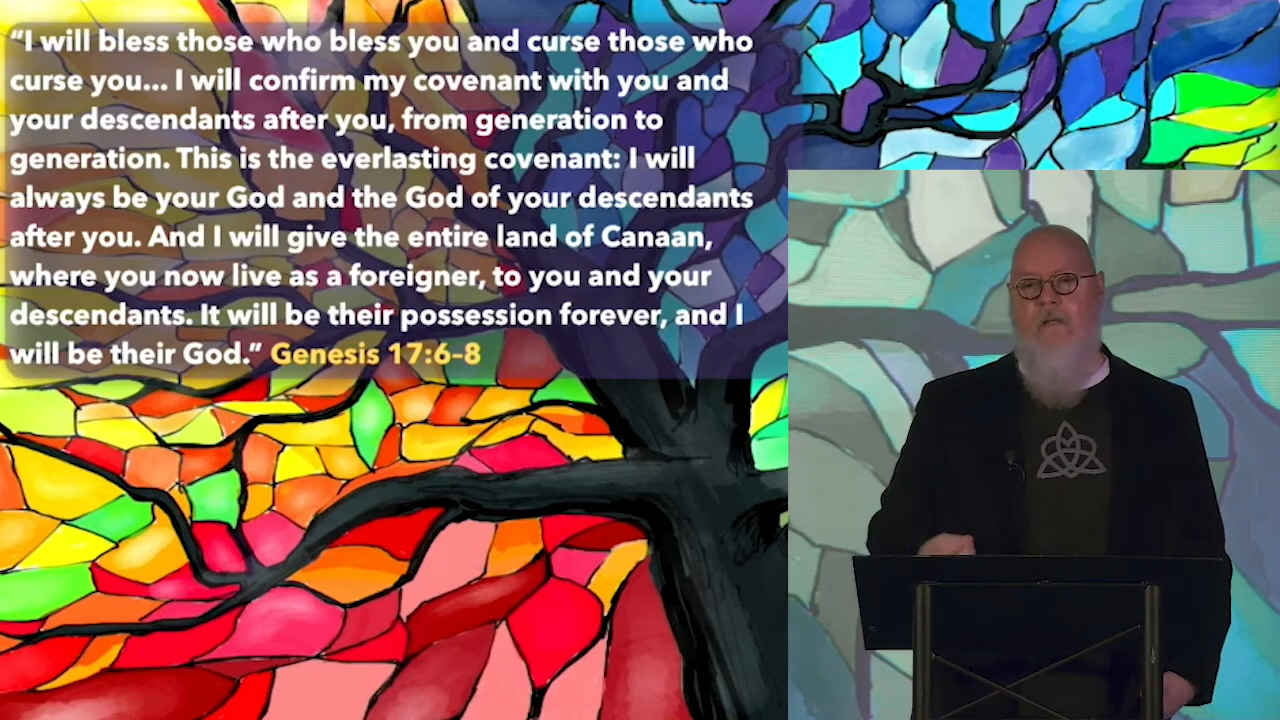 “I will bless those who bless you and curse those who
curse you... I will confirm my covenant with you and
your descendants after you, from generation to
generation. This is the everlasting covenant: I will
always be your God and the God of your descendants
after you. And I will give the entire land of Canaan,
where you now live as a foreigner, to you and your
descendants. It will be their possession forever, and I
will be their God.” Genesis 17:6–8